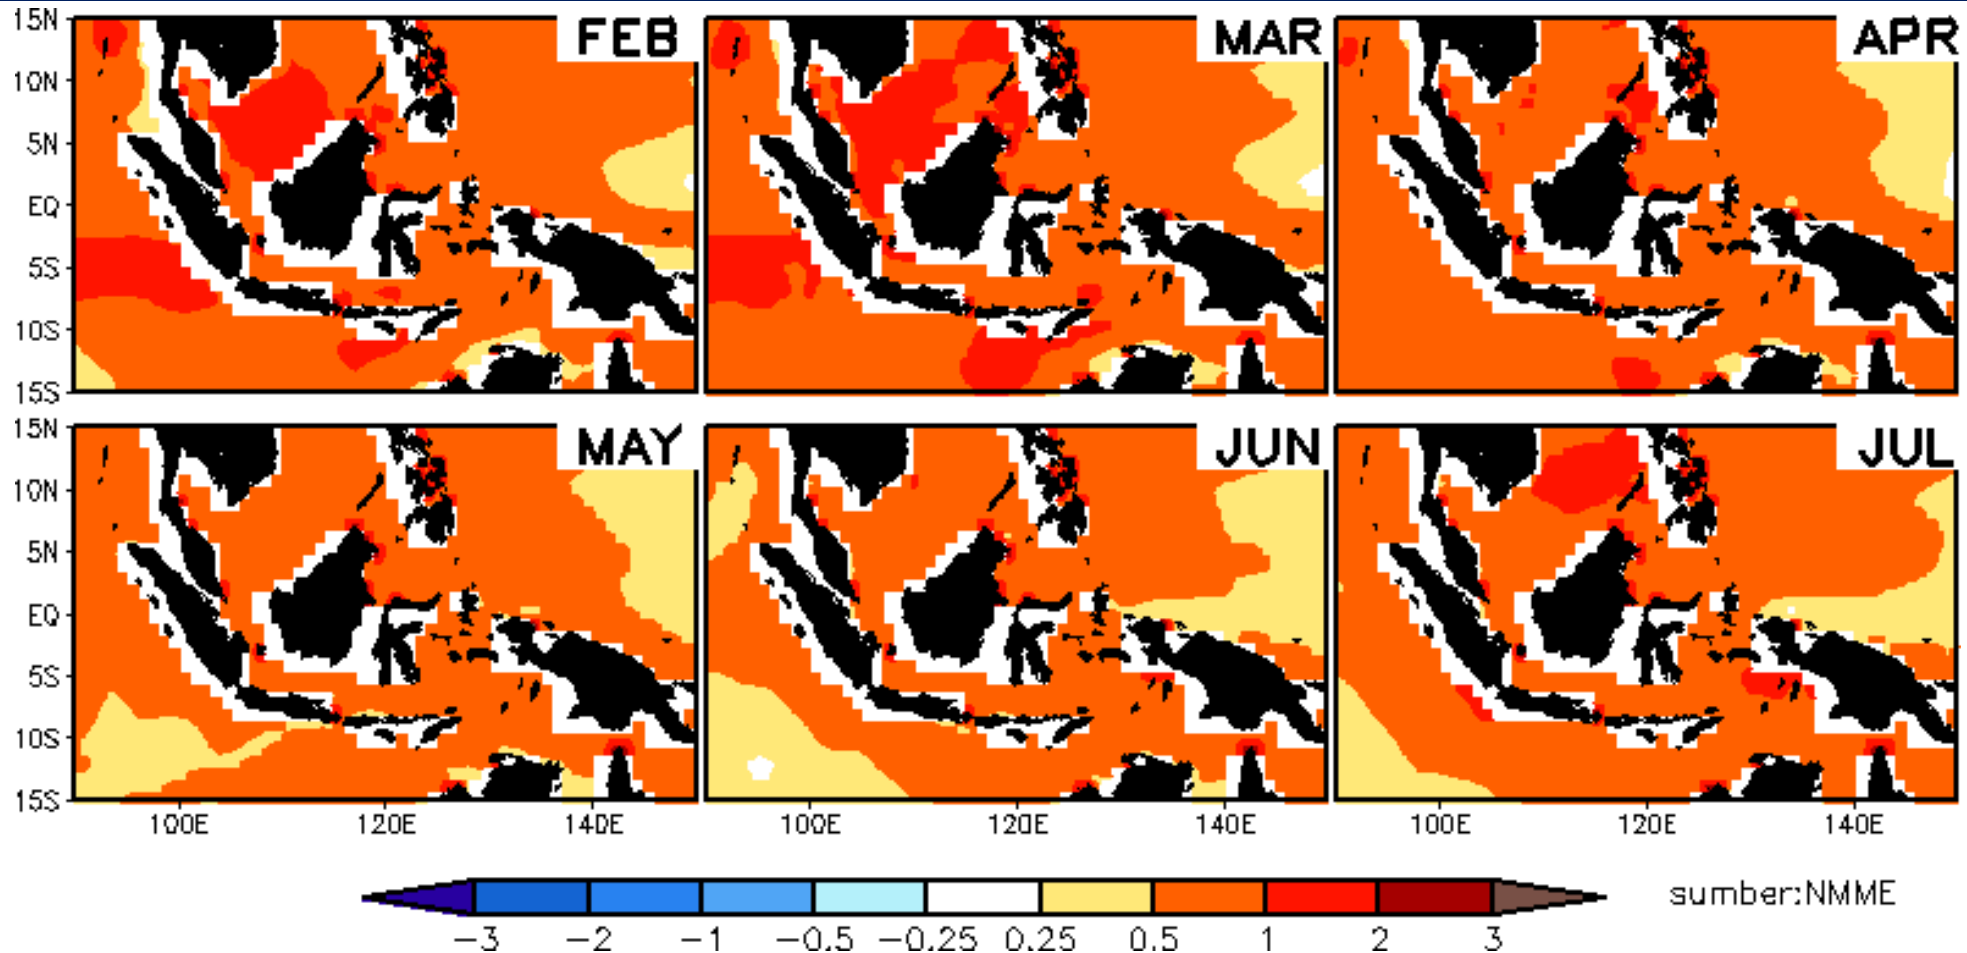 FEB MAR APR
15N
10N
5N
EQ
5S
10S
15S
MAY JUN JUL
15N
10N
5N
EQ
5S
10S
15S
100E 120E 140E 100E 120E 140E 100E 120E 140E
sumber:NMME
-3 -2 -1 -0.5 -0.25 0.25 0.5 1 2 3